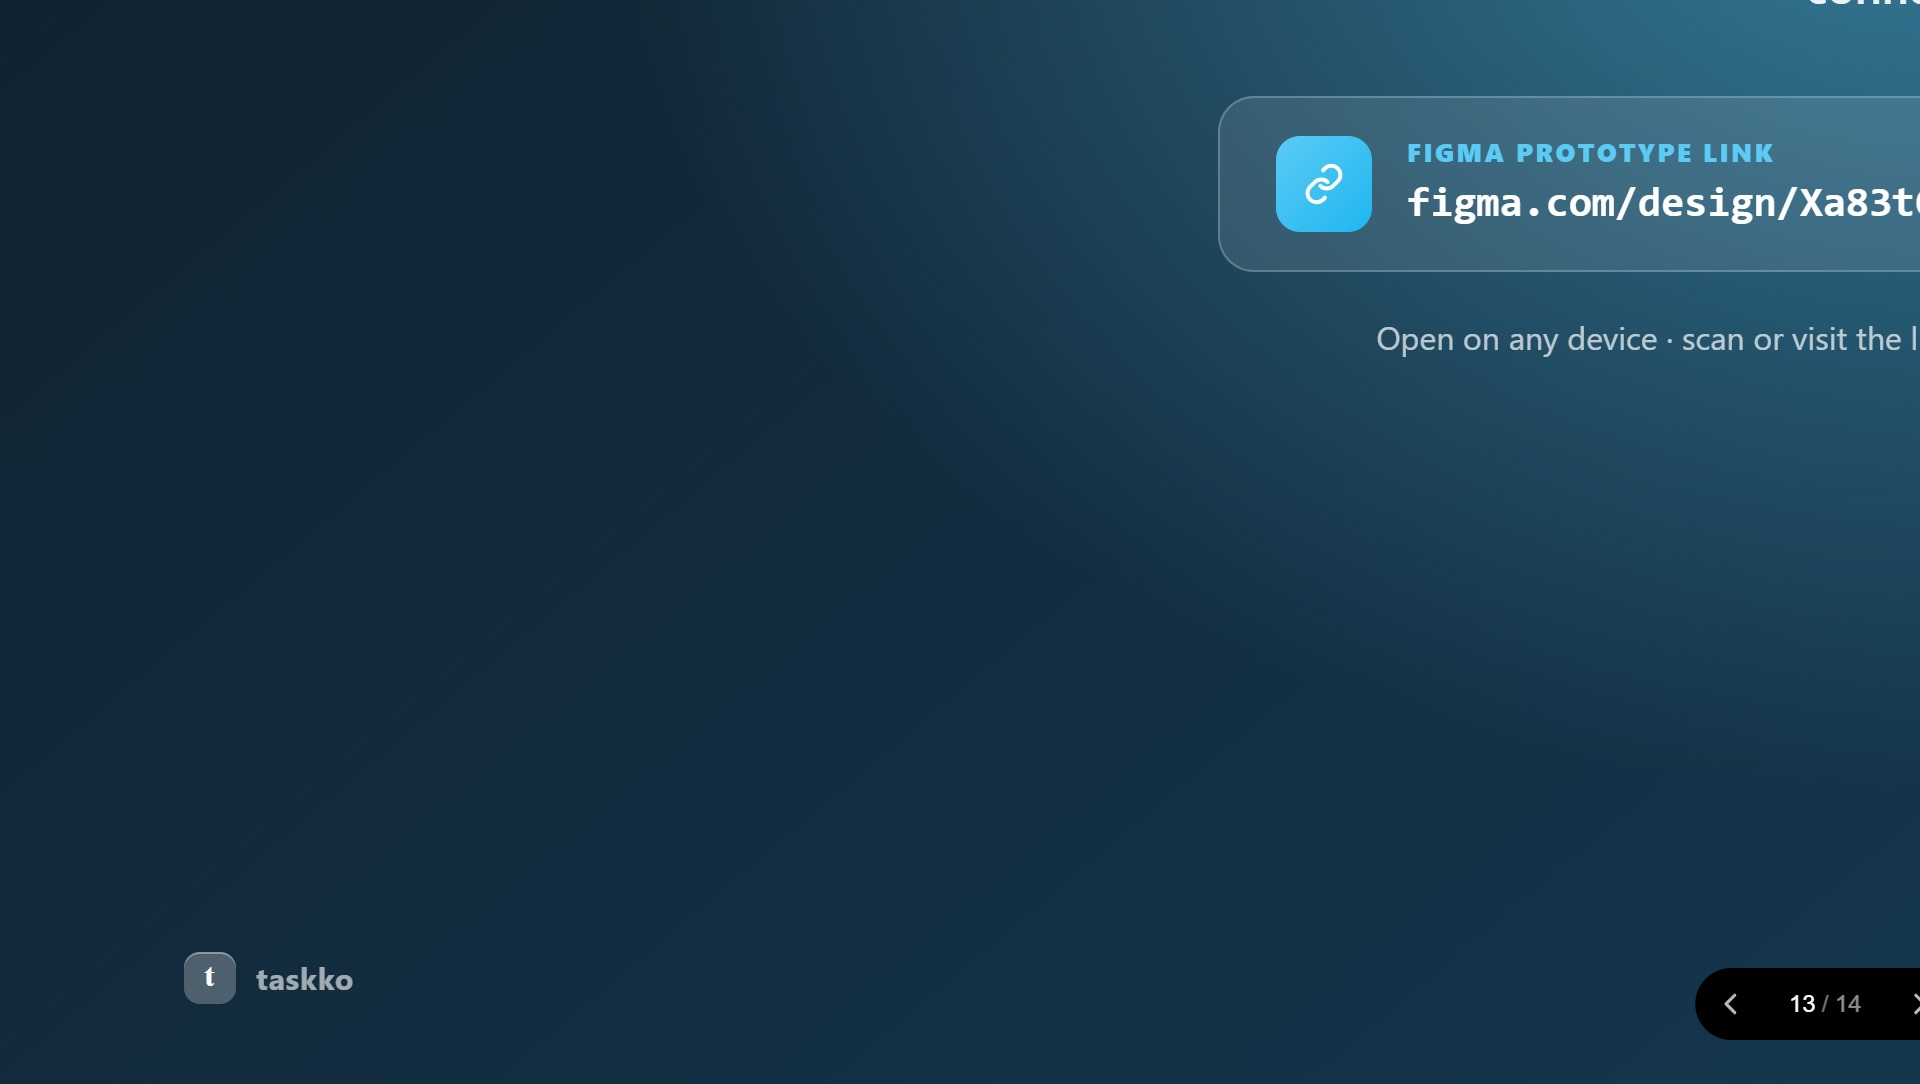 FIGMA PROTOTYPE LINK
figma.com/design/Xa83t
Open on any device · scan or visit the
t taskko
13 / 14